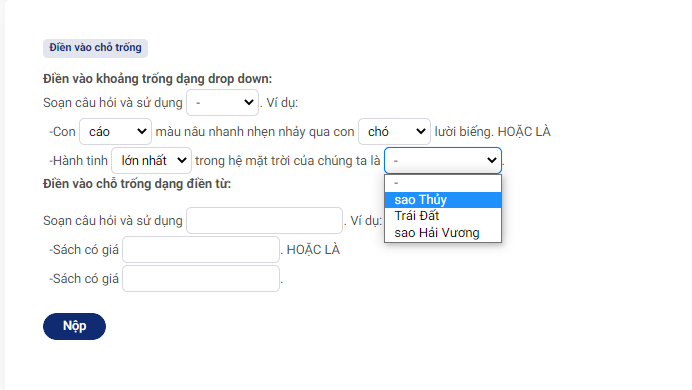 Điền vào chỗ trống
Điền vào khoảng trống dạng drop down:
Soạn câu hỏi và sử dụng - . Ví dụ:
-Con cáo màu nâu nhanh nhẹn nhảy qua con chó lười biếng. HOẶC LÀ
-Hành tinh lớn nhất trong hệ mặt trời của chúng ta là - .
-
sao Thủy
Trái Đất
sao Hải Vương
Điền vào chỗ trống dạng điền từ:
Soạn câu hỏi và sử dụng . Ví dụ:
-Sách có giá . HOẶC LÀ
-Sách có giá .
Nộp